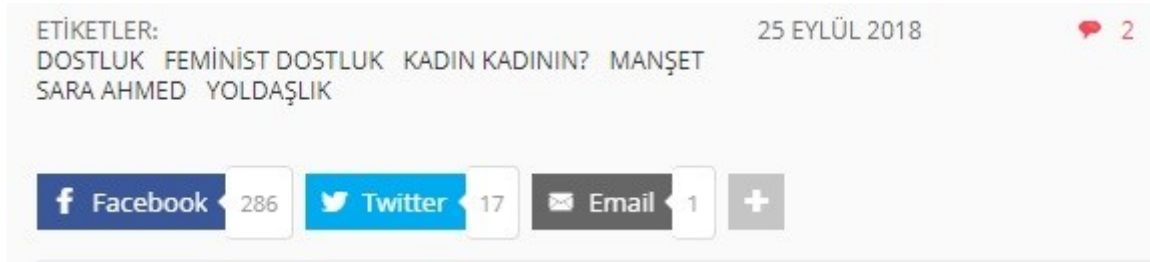 ETİKETLER:
DOSTLUK FEMİNİST DOSTLUK KADIN KADININ? MANŞET
SARA AHMED YOLDAŞLIK
25 EYLÜL 2018
2
Facebook 286 Twitter 17 Email 1 +